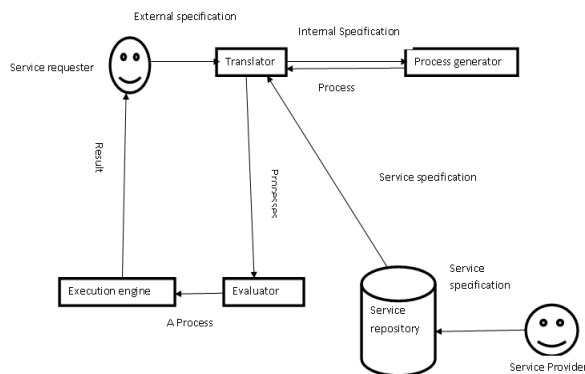 External specification
Internal Specification
Service requester
Translator
Process generator
Process
Result
Processes
Service specification
Execution engine
Evaluator
A Process
Service
specification
Service
repository
Service Provider